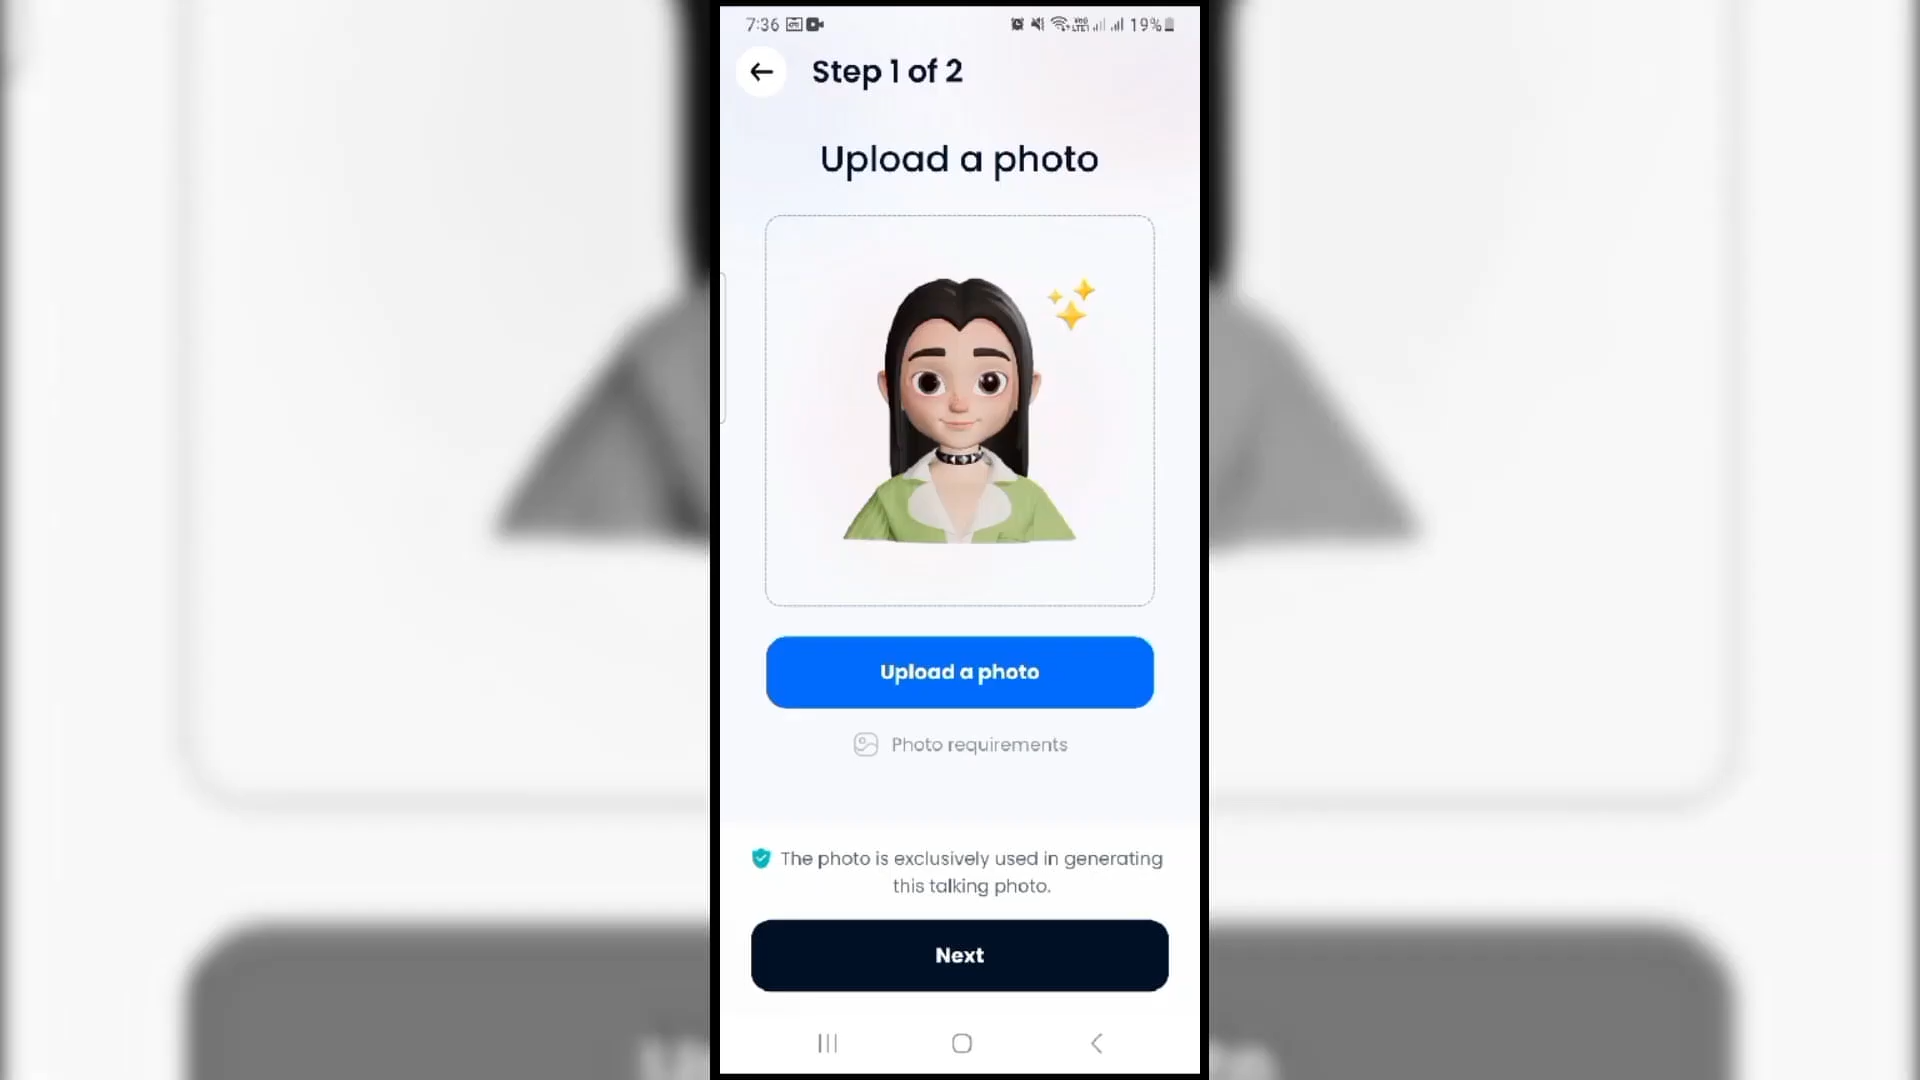 7:36 19%
Step 1 of 2
Upload a photo
Upload a photo
Photo requirements
The photo is exclusively used in generating
this talking photo.
Next